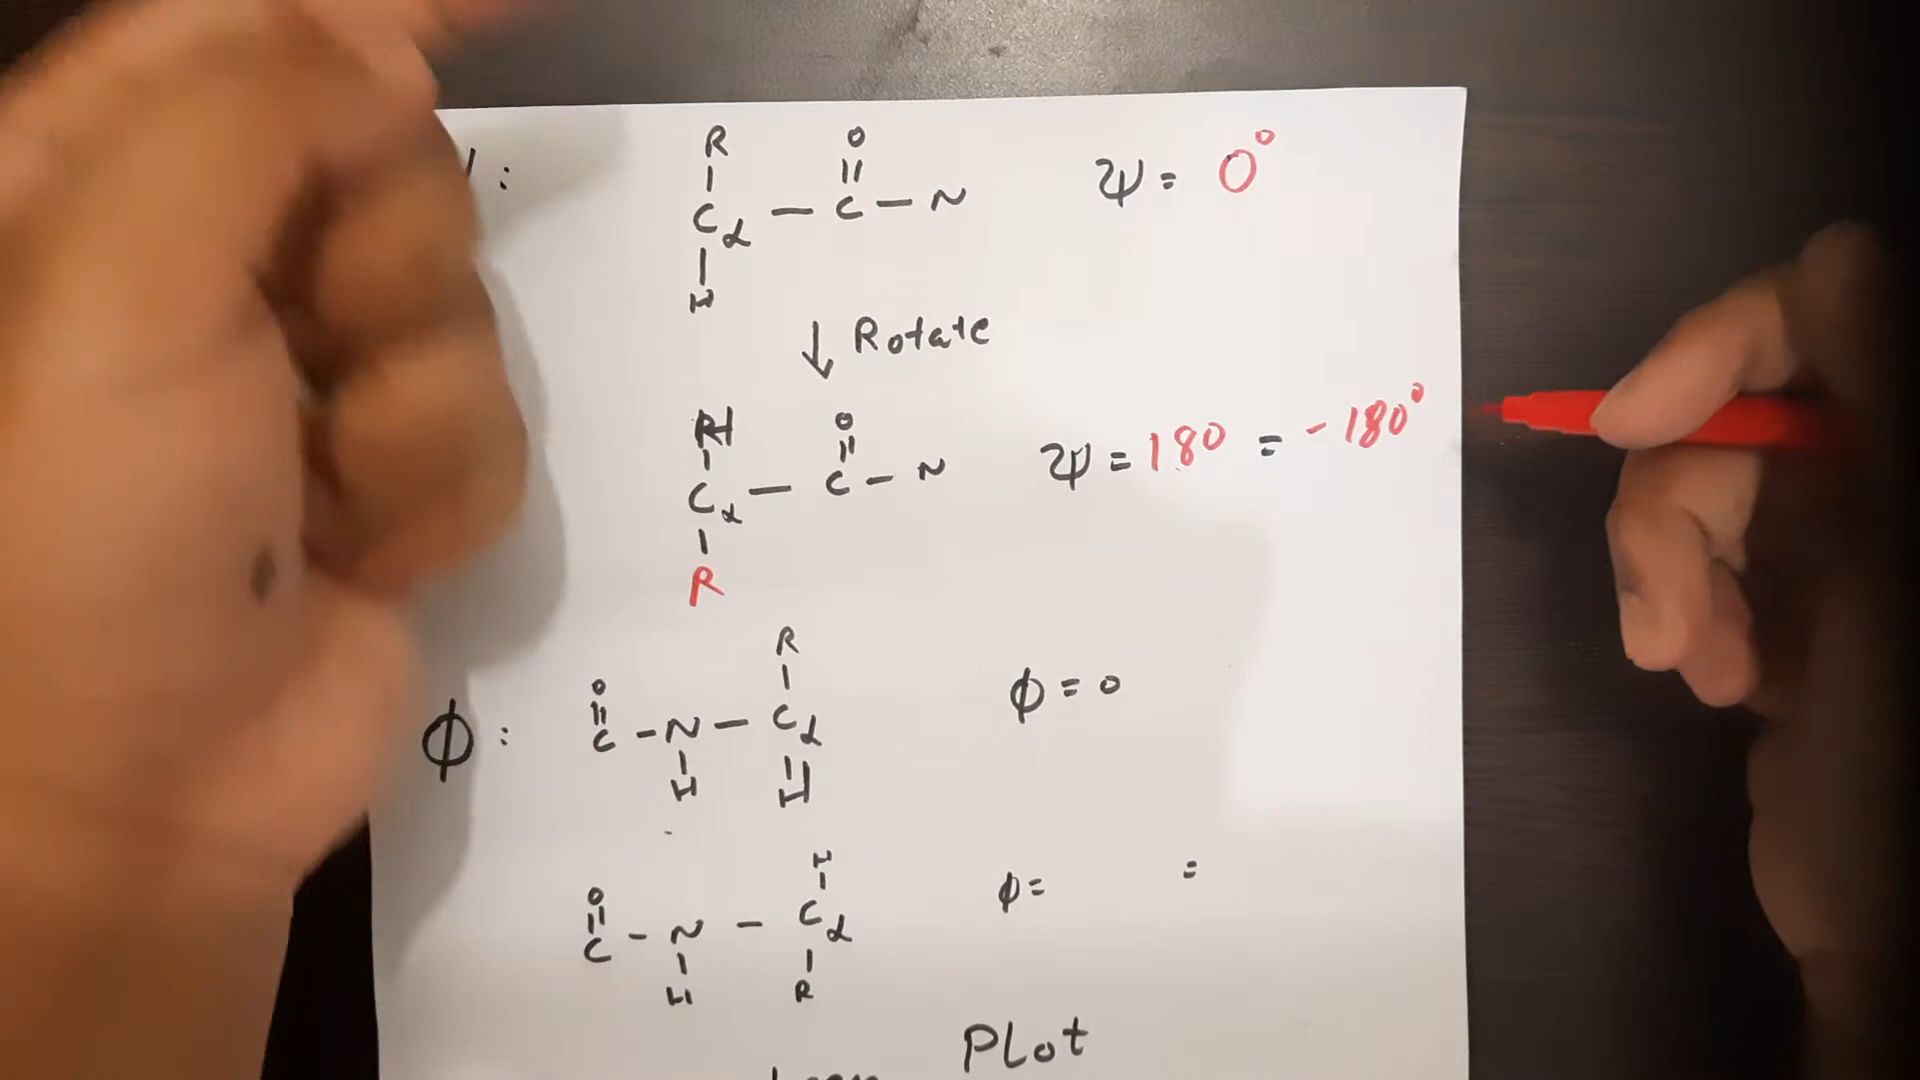 :
R O
| ||
Cα — C — N ψ = 0°
|
H
↓ Rotate
H O
| ||
Cα — C - N ψ = 180 = -180°
|
R
R
O |
||
ϕ : C - N — Cα ϕ = 0
| ||
H H
H
O |
|| Cα ϕ = =
C - N — |
| R
H
PLot